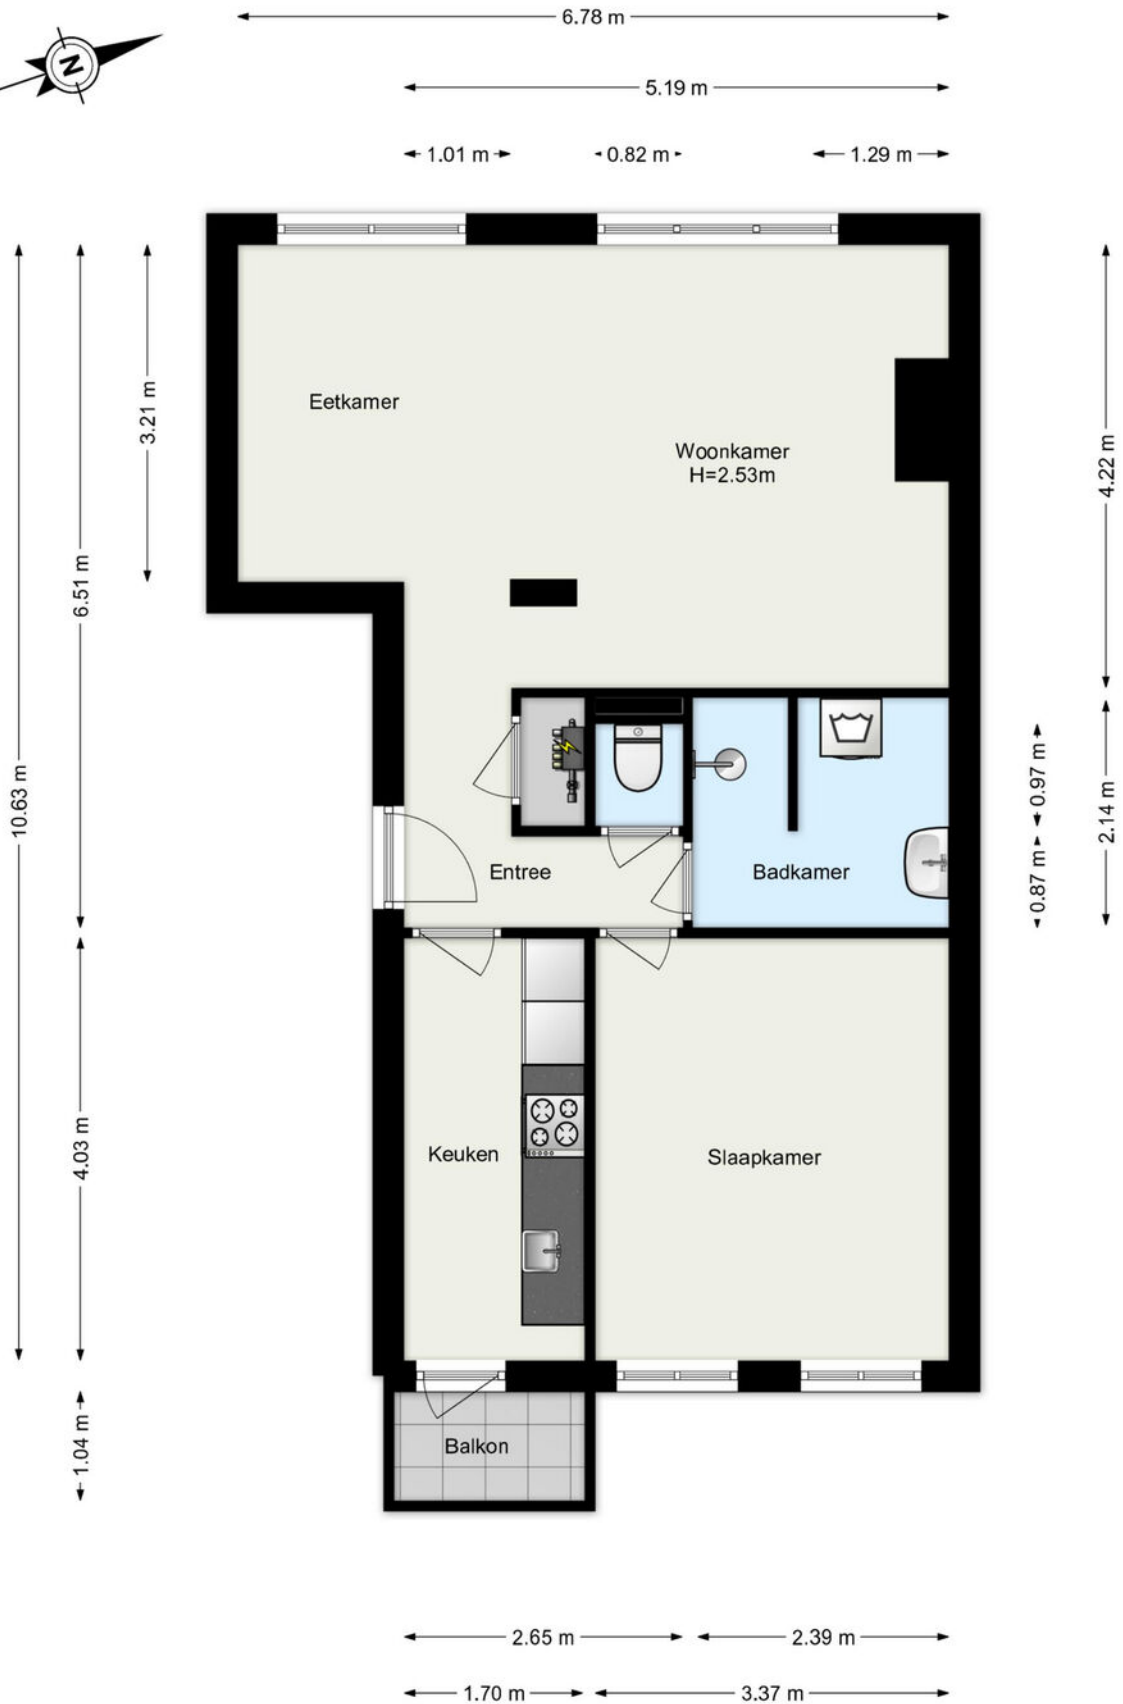 6.78 m
N
5.19 m
1.01 m
0.82 m
1.29 m
3.21 m
Eetkamer
Woonkamer
H=2.53m
4.22 m
6.51 m
10.63 m
0.97 m
2.14 m
Entree
Badkamer
0.87 m
4.03 m
Keuken
Slaapkamer
1.04 m
Balkon
2.65 m
2.39 m
1.70 m
3.37 m